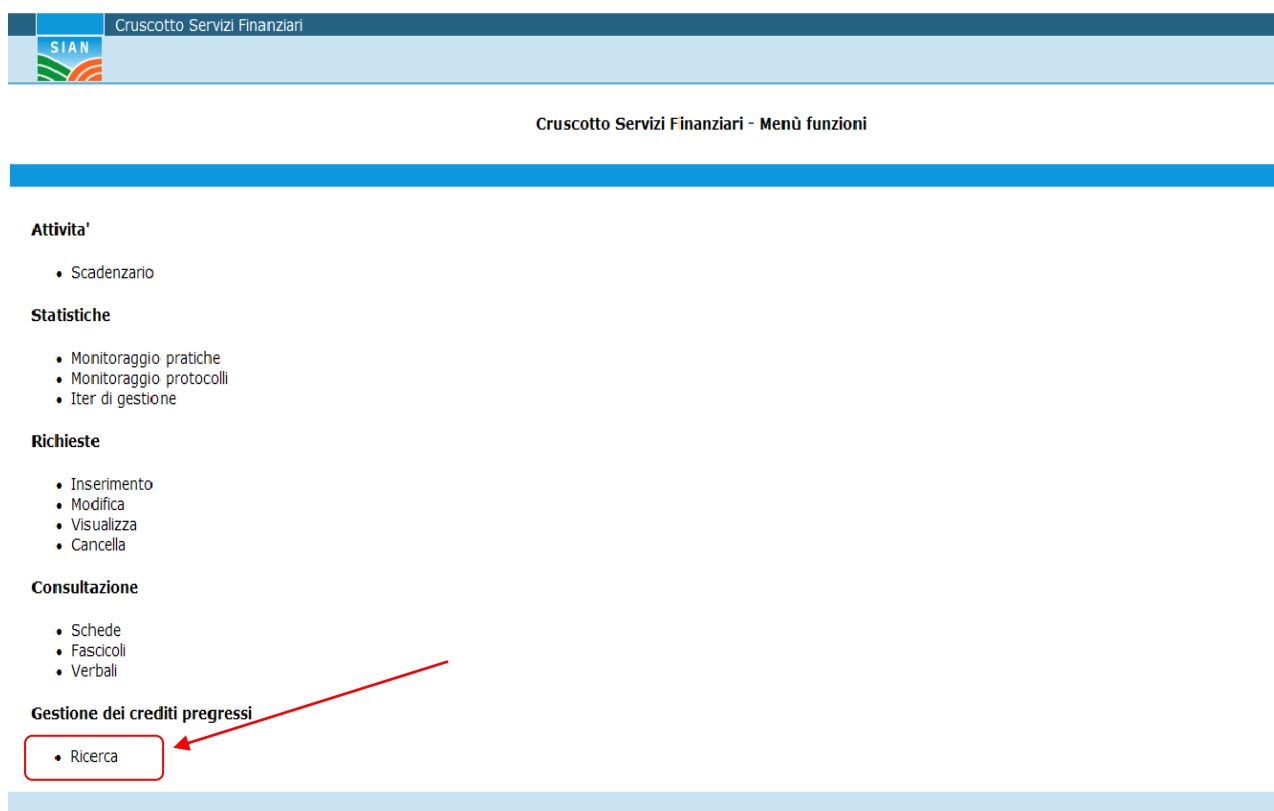 Cruscotto Servizi Finanziari
SIAN
Cruscotto Servizi Finanziari - Menù funzioni
Attivita'
• Scadenzario
Statistiche
• Monitoraggio pratiche
• Monitoraggio protocolli
• Iter di gestione
Richieste
• Inserimento
• Modifica
• Visualizza
• Cancella
Consultazione
• Schede
• Fascicoli
• Verbali
Gestione dei crediti pregressi
• Ricerca